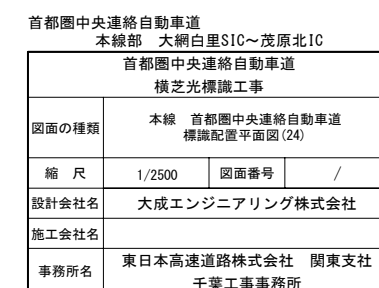 首都圏中央連絡自動車道
本線部 大網白里SIC～茂原北IC
首都圏中央連絡自動車道
横芝光標識工事
図面の種類
本線 首都圏中央連絡自動車道
標識配置平面図(24)
縮 尺 1/2500 図面番号 /
設計会社名 大成エンジニアリング株式会社
施工会社名
事務所名
東日本高速道路株式会社 関東支社
千葉工事事務所